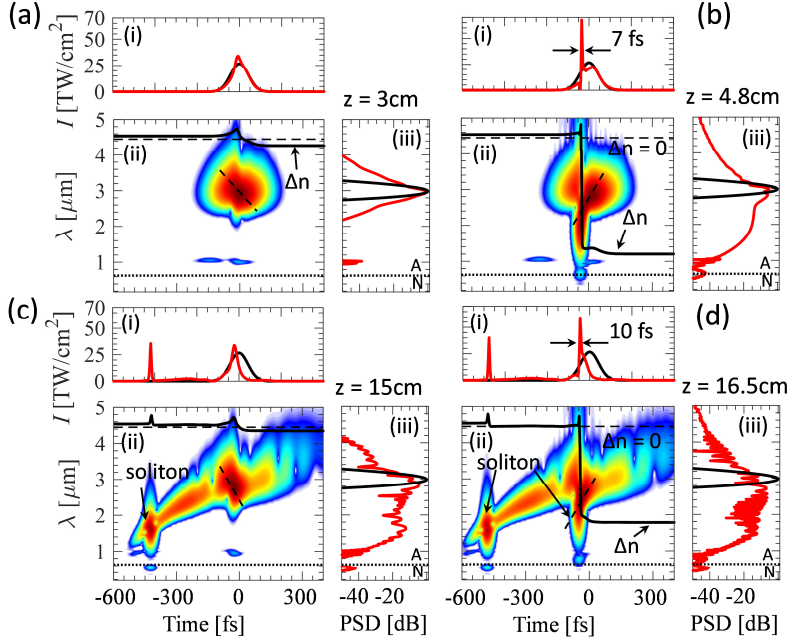 (a)
(i)
(i)
7 fs
(b)
I [TW/cm²]
70
50
25
0
z = 3cm
z = 4.8cm
λ [μm]
5
4
3
2
1
(ii)
Δn
(iii)
A
N
(ii)
Δn = 0
Δn
(iii)
A
N
(c)
(i)
(i)
10 fs
(d)
I [TW/cm²]
70
50
25
0
z = 15cm
z = 16.5cm
λ [μm]
5
4
3
2
1
(ii)
soliton
(iii)
A
N
(ii)
Δn = 0
soliton
Δn
(iii)
A
N
-600 -300 0 300
-40 -20
-600 -300 0 300
-40 -20
Time [fs]
PSD [dB]
Time [fs]
PSD [dB]